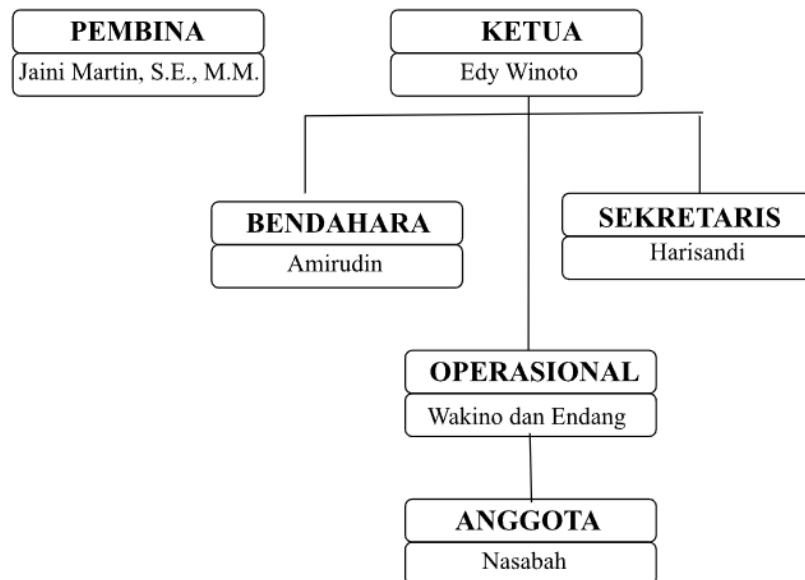 PEMBINA
Jaini Martin, S.E., M.M.
KETUA
Edy Winoto
BENDAHARA
Amirudin
SEKRETARIS
Harisandi
OPERASIONAL
Wakino dan Endang
ANGGOTA
Nasabah